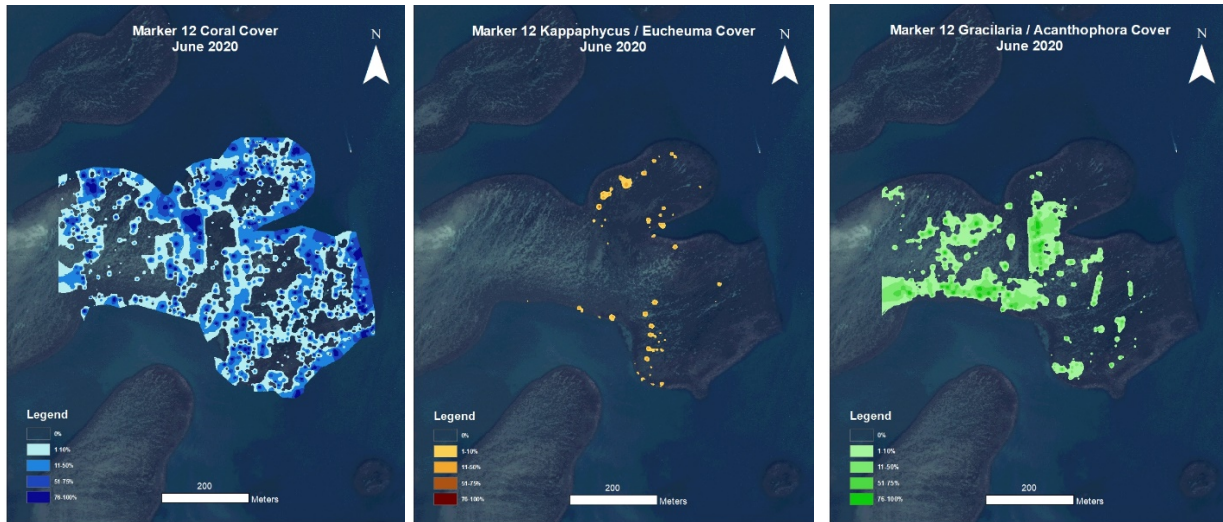 Marker 12 Coral Cover
June 2020
N
Legend
0%
1-10%
11-50%
51-75%
76-100%
200
Meters
Marker 12 Kappaphycus / Eucheuma Cover
June 2020
N
Legend
0%
1-10%
11-50%
51-75%
76-100%
200
Meters
Marker 12 Gracilaria / Acanthophora Cover
June 2020
N
Legend
0%
1-10%
11-50%
51-75%
76-100%
200
Meters